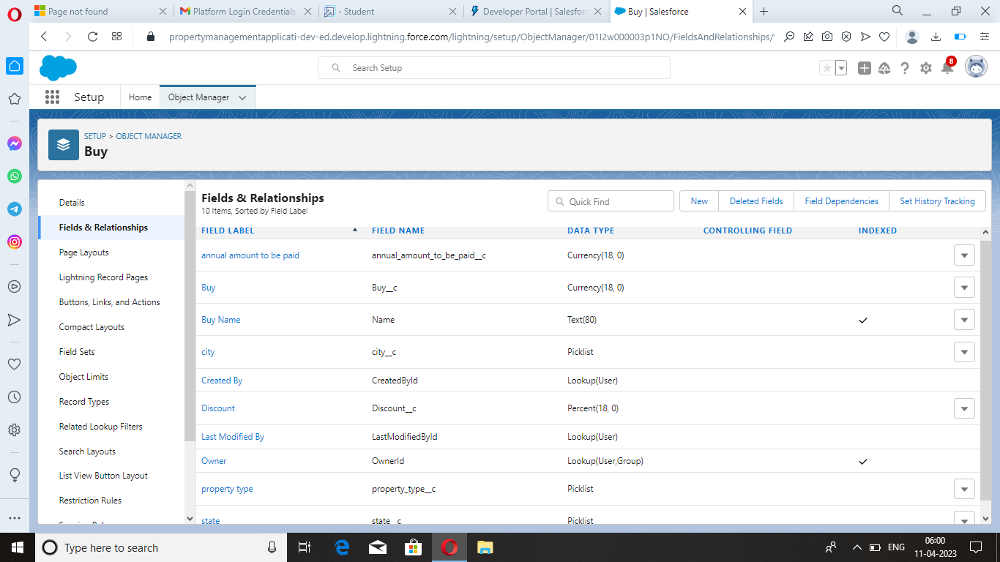 Page not found
Platform Login Credentials
- Student
Developer Portal | Salesforc
Buy | Salesforce
propertymanagementapplicati-dev-ed.develop.lightning.force.com/lightning/setup/ObjectManager/01I2w000003p1NO/FieldsAndRelationships/
Search Setup
8
Setup
Home
Object Manager
SETUP > OBJECT MANAGER
Buy
Details
Fields & Relationships
Page Layouts
Lightning Record Pages
Buttons, Links, and Actions
Compact Layouts
Field Sets
Object Limits
Record Types
Related Lookup Filters
Search Layouts
List View Button Layout
Restriction Rules
Fields & Relationships
10 Items, Sorted by Field Label
Quick Find
New
Deleted Fields
Field Dependencies
Set History Tracking
FIELD LABEL FIELD NAME DATA TYPE CONTROLLING FIELD INDEXED
annual amount to be paid annual_amount_to_be_paid__c Currency(18, 0)
Buy Buy__c Currency(18, 0)
Buy Name Name Text(80)
city city__c Picklist
Created By CreatedById Lookup(User)
Discount Discount__c Percent(18, 0)
Last Modified By LastModifiedById Lookup(User)
Owner OwnerId Lookup(User,Group)
property type property_type__c Picklist
state state__c Picklist
Type here to search
ENG
06:00
11-04-2023